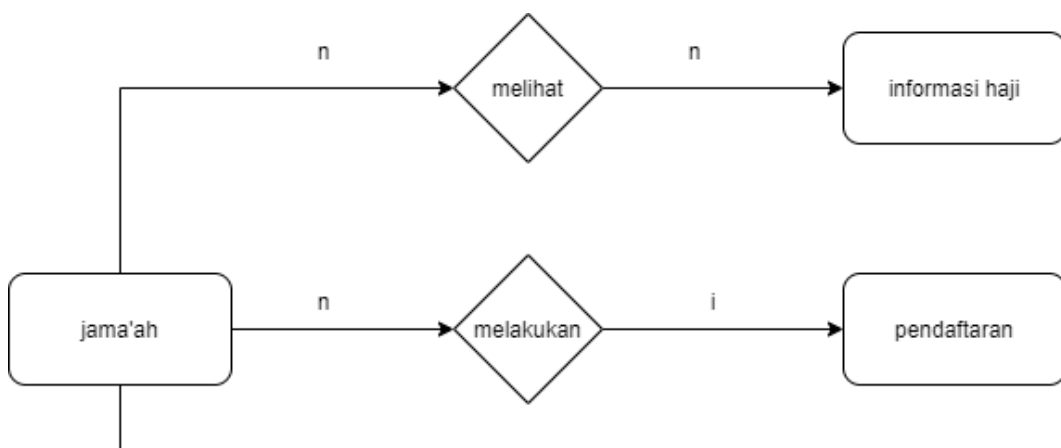 n
melihat
n
informasi haji
jama'ah
n
melakukan
i
pendaftaran